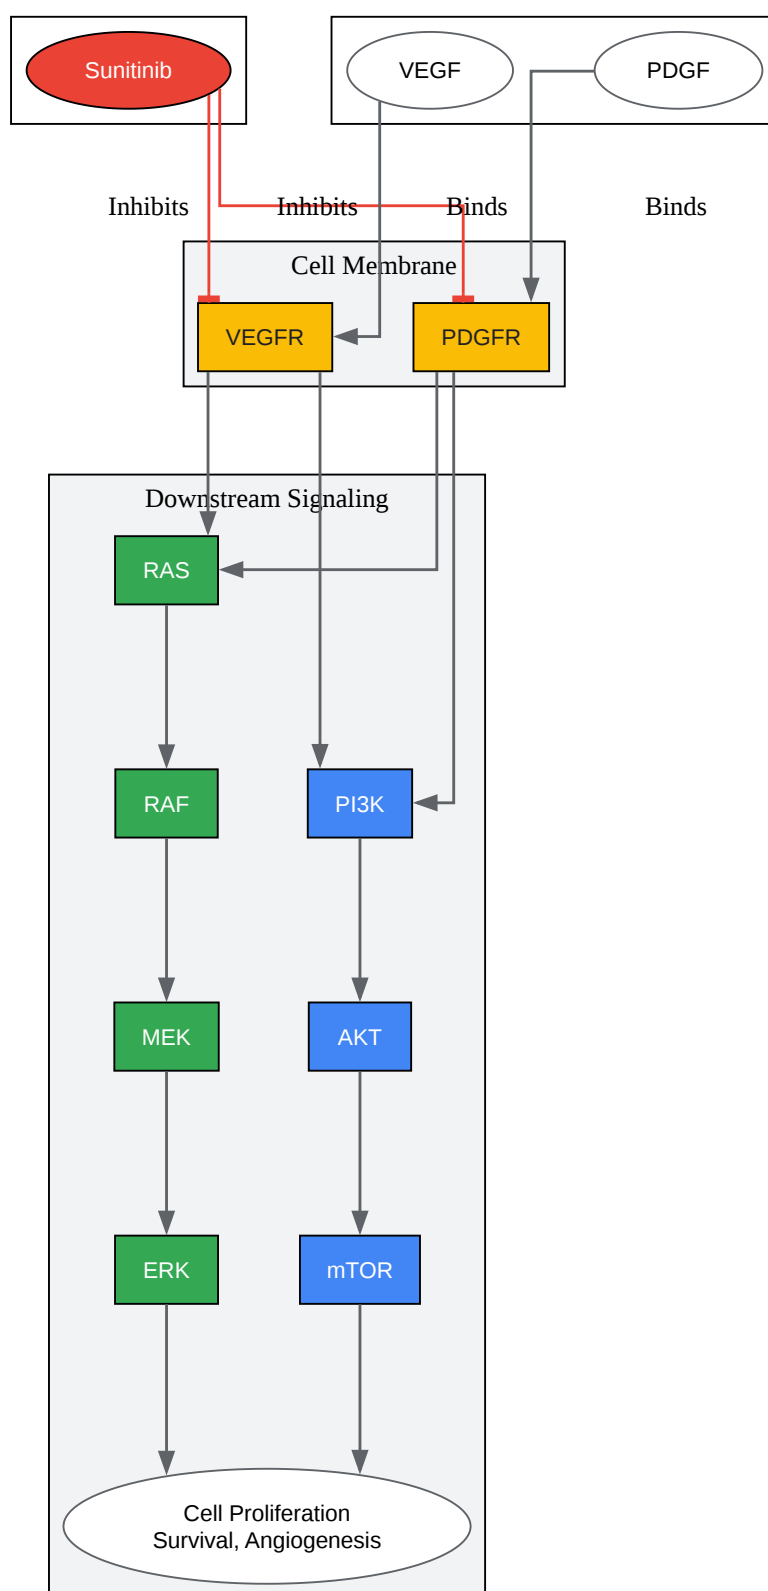 Sunitinib
VEGF
PDGF
Inhibits
Inhibits
Binds
Binds
Cell Membrane
VEGFR
PDGFR
Downstream Signaling
RAS
RAF
PI3K
MEK
AKT
ERK
mTOR
Cell Proliferation
Survival, Angiogenesis